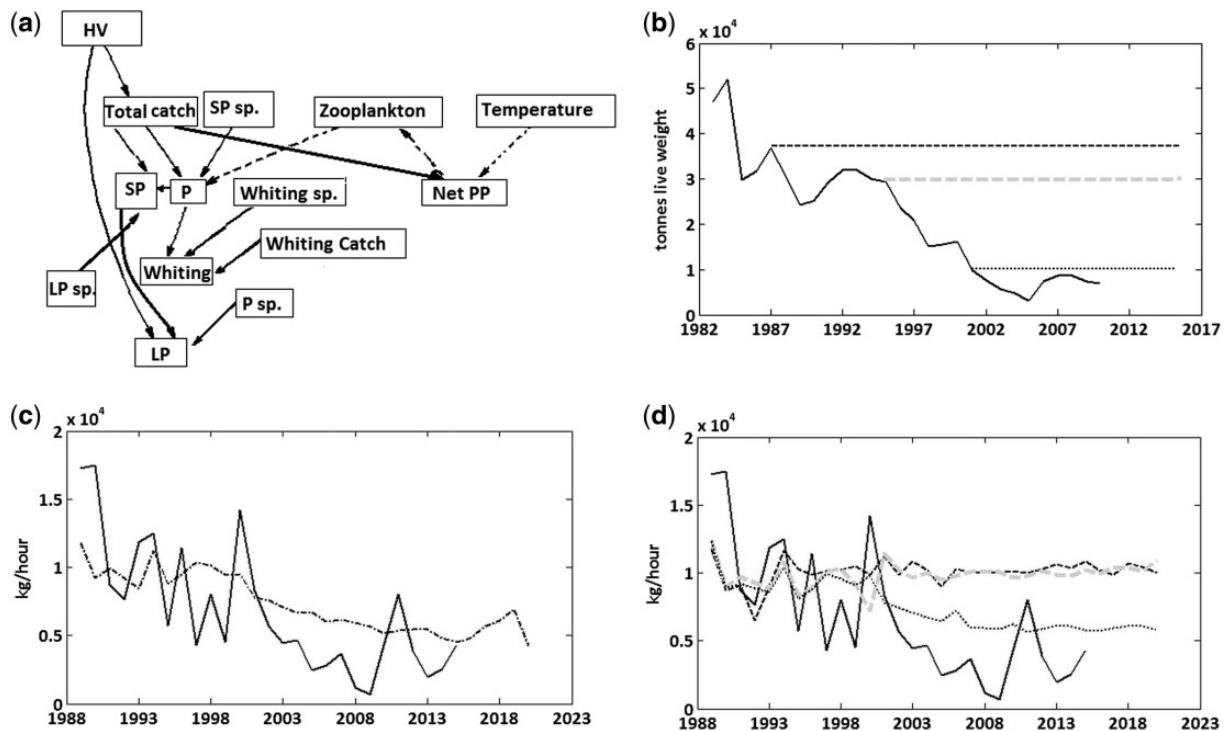 (a)
HV
Total catch
SP sp.
Zooplankton
Temperature
SP
P
Whiting sp.
Net PP
Whiting Catch
Whiting
LP sp.
P sp.
LP
(b)
x 10^4
6
5
4
3
2
1
0
tonnes live weight
1982 1987 1992 1997 2002 2007 2012 2017
(c)
x 10^4
2
1.5
1
0.5
0
kg/hour
1988 1993 1998 2003 2008 2013 2018 2023
(d)
x 10^4
2
1.5
1
0.5
0
kg/hour
1988 1993 1998 2003 2008 2013 2018 2023